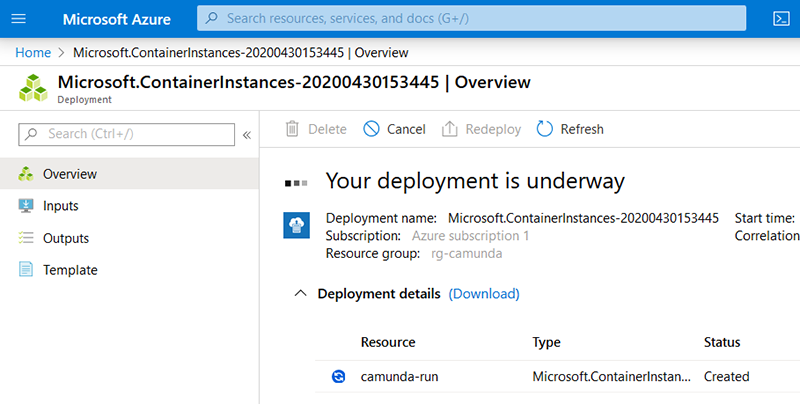 Microsoft Azure
Search resources, services, and docs (G+/)
Home > Microsoft.ContainerInstances-20200430153445 | Overview
Microsoft.ContainerInstances-20200430153445 | Overview
Deployment
Search (Ctrl+/)
«
Delete Cancel Redeploy Refresh
Overview
Inputs
Outputs
Template
Your deployment is underway
Deployment name: Microsoft.ContainerInstances-20200430153445 Start time:
Subscription: Azure subscription 1 Correlation
Resource group: rg-camunda
Deployment details (Download)
Resource Type Status
camunda-run Microsoft.ContainerInstan... Created